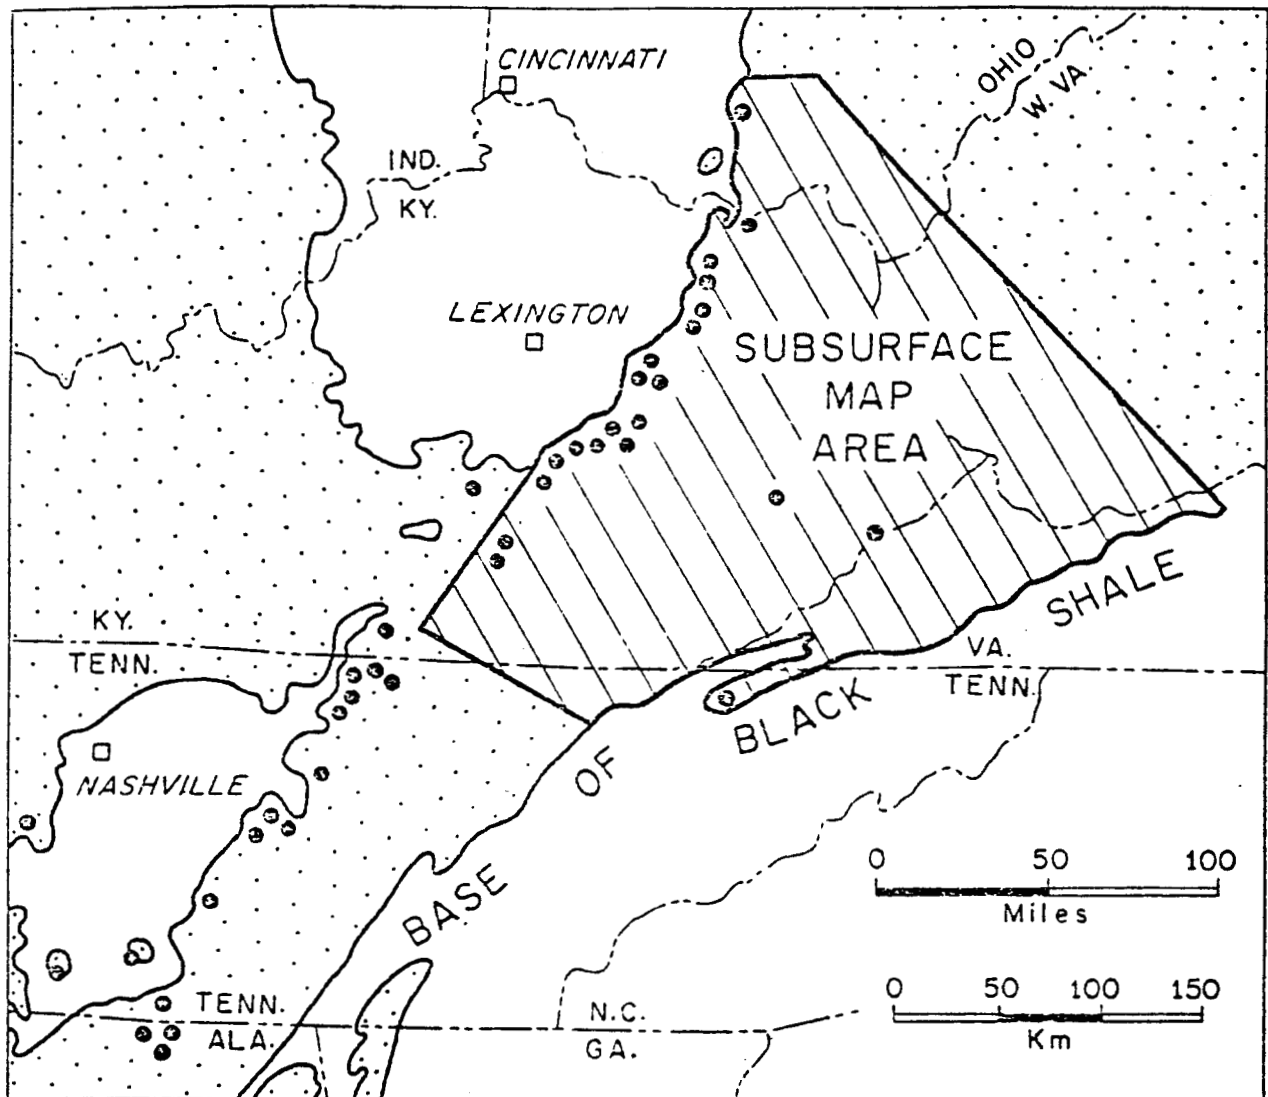 CINCINNATI
OHIO
W. VA.
IND.
KY.
LEXINGTON
SUBSURFACE
MAP
AREA
KY.
TENN.
VA.
TENN.
BASE OF BLACK SHALE
NASHVILLE
0 50 100
Miles
0 50 100 150
Km
TENN.
ALA.
N.C.
GA.